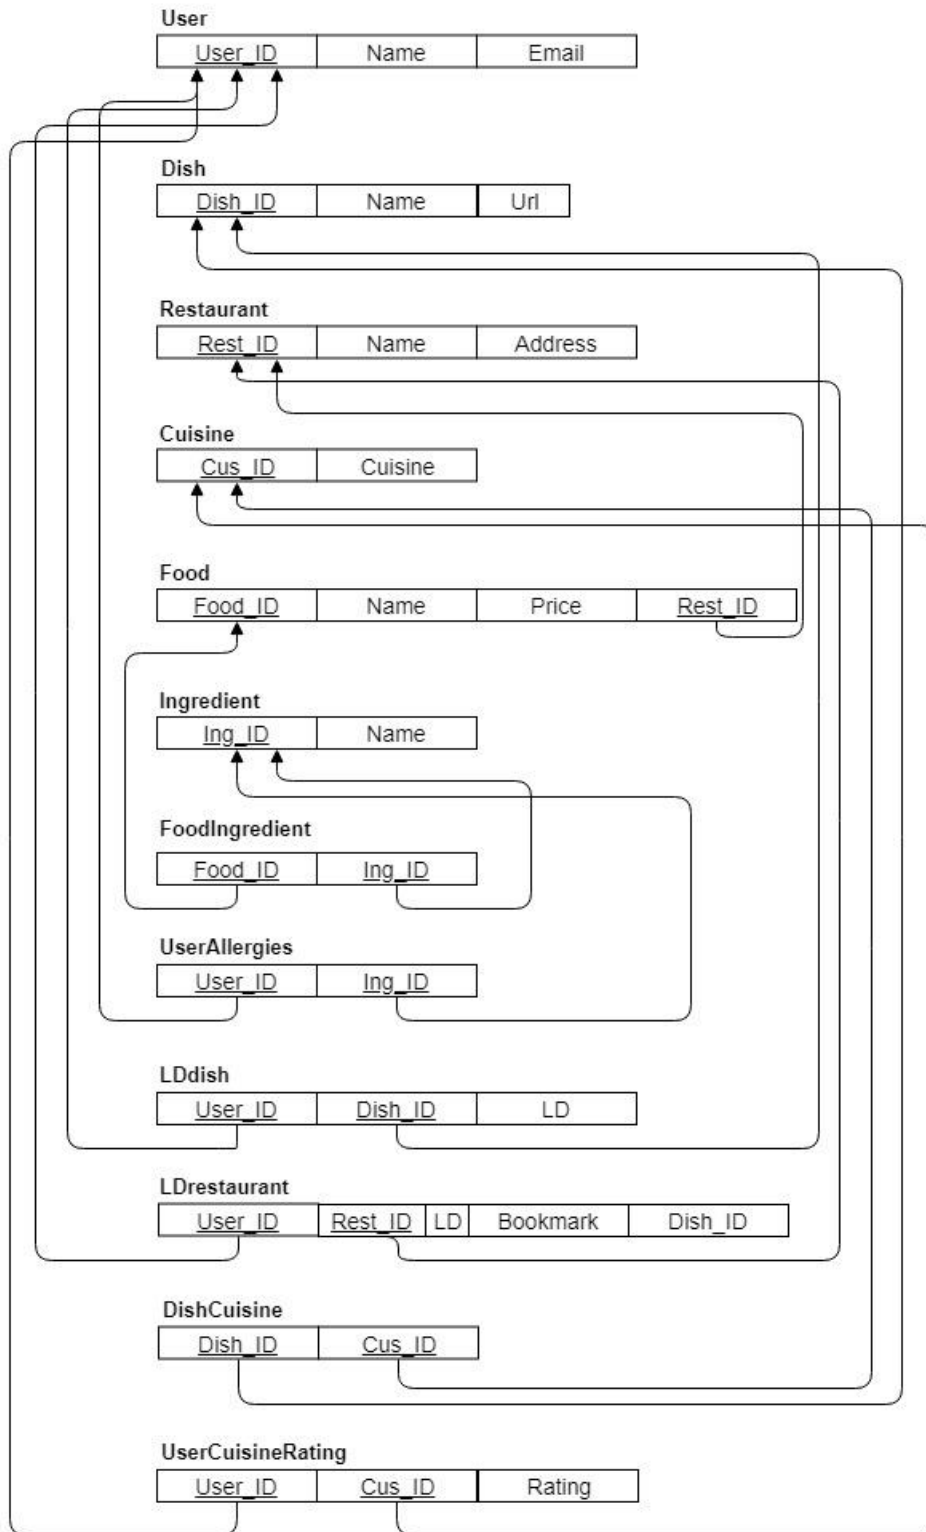 User
User_ID Name Email
Dish
Dish_ID Name Url
Restaurant
Rest_ID Name Address
Cuisine
Cus_ID Cuisine
Food
Food_ID Name Price Rest_ID
Ingredient
Ing_ID Name
FoodIngredient
Food_ID Ing_ID
UserAllergies
User_ID Ing_ID
LDdish
User_ID Dish_ID LD
LDrestaurant
User_ID Rest_ID LD Bookmark Dish_ID
DishCuisine
Dish_ID Cus_ID
UserCuisineRating
User_ID Cus_ID Rating